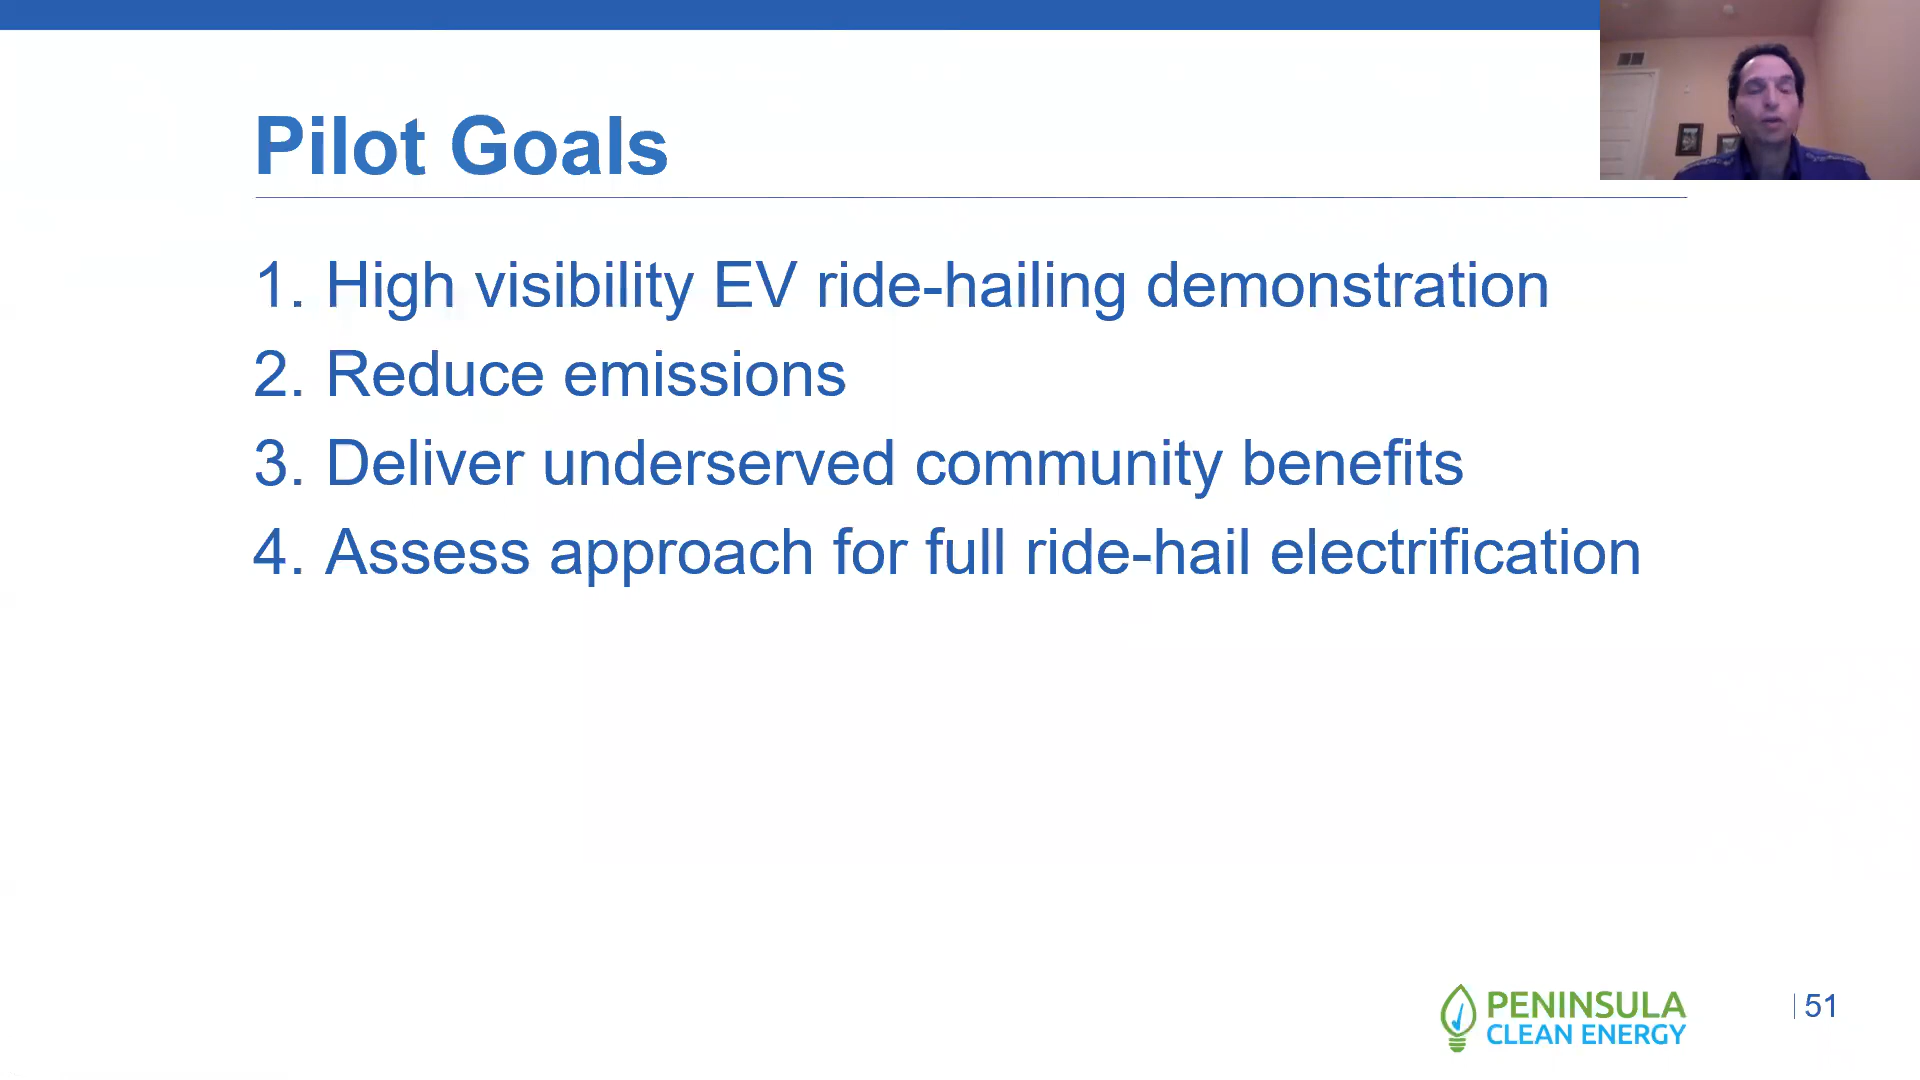 Pilot Goals
1. High visibility EV ride-hailing demonstration
2. Reduce emissions
3. Deliver underserved community benefits
4. Assess approach for full ride-hail electrification
PENINSULA
CLEAN ENERGY
51